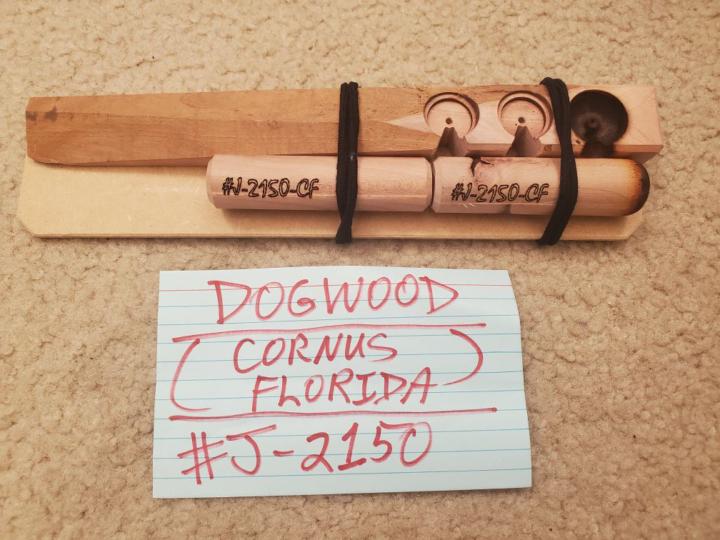 #J-2150-CF
#J-2150-CF
DOGWOOD
(CORNUS
FLORIDA)
#J-2150